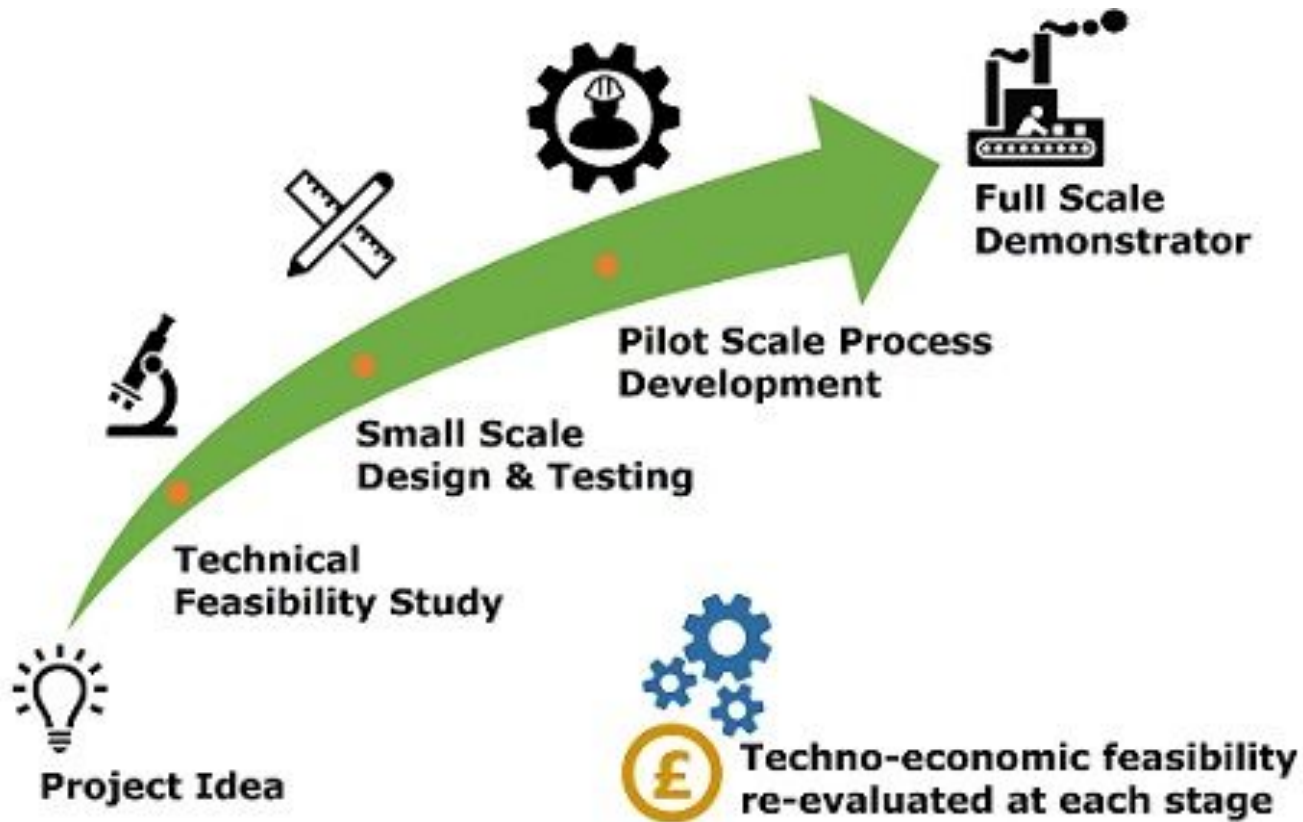 Full Scale
Demonstrator
Pilot Scale Process
Development
Small Scale
Design & Testing
Technical
Feasibility Study
Project Idea
£
Techno-economic feasibility
re-evaluated at each stage